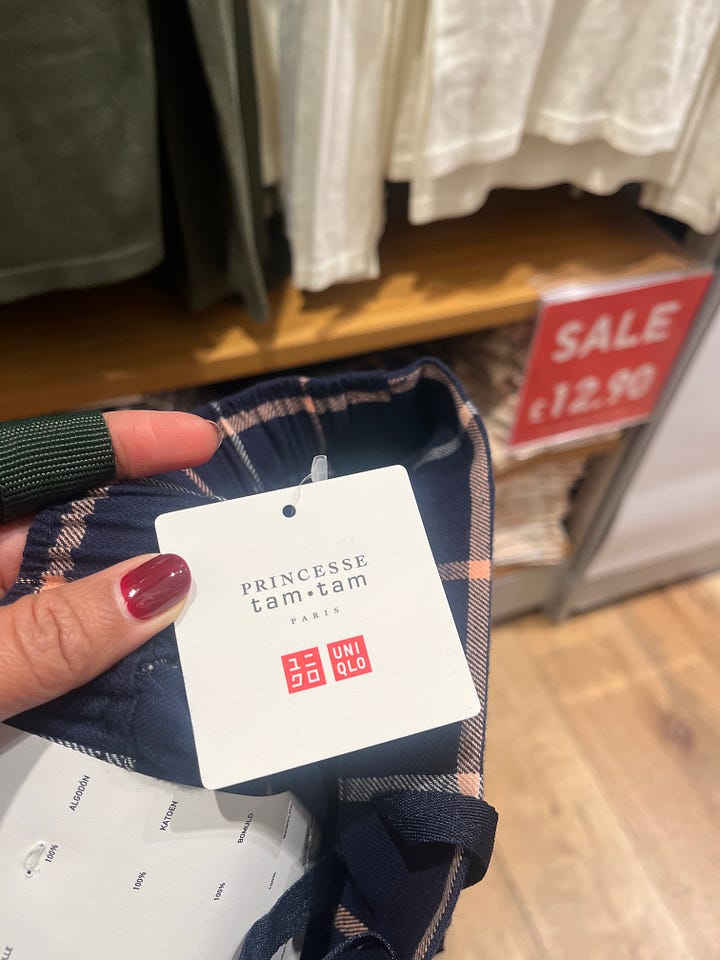 SALE
£12.90
PRINCESSE
tam·tam
PARIS
ユニ
クロ
UNI
QLO
ALGODÓN
KATOEN
BOMULD
100%
100%
100%